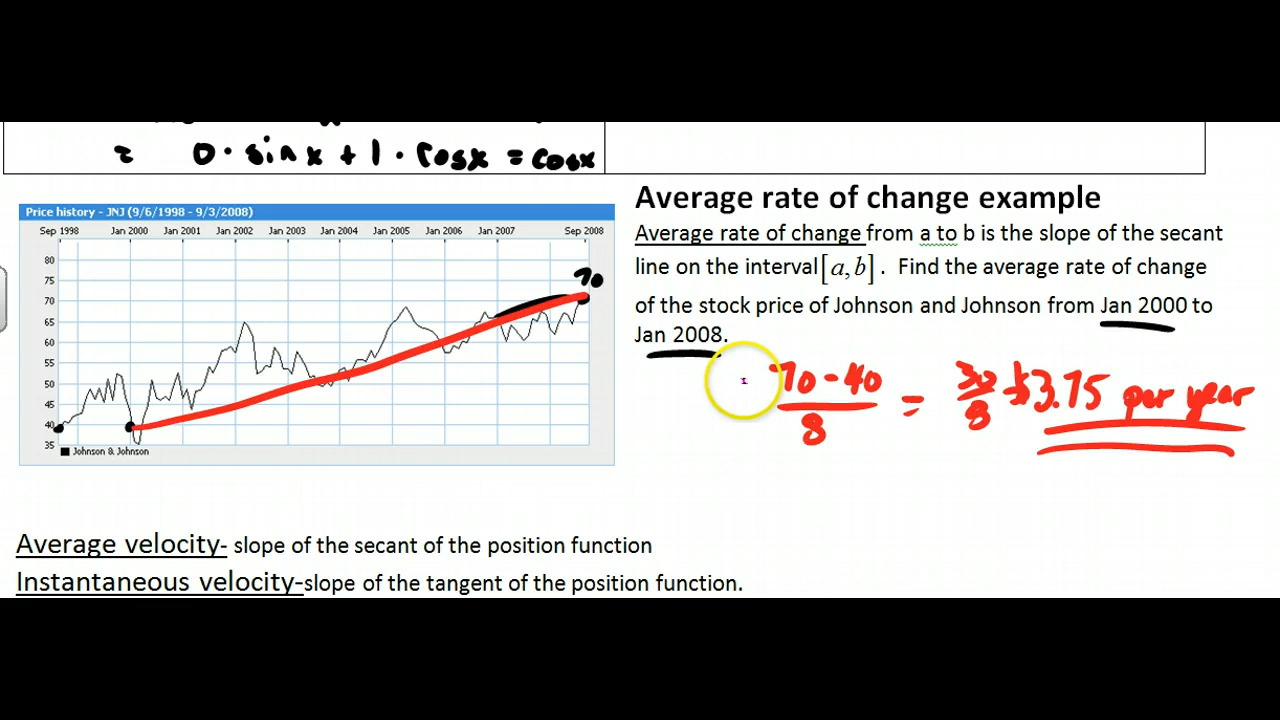 = 0 · sin x + 1 · cos x = cos x
Price history - JNJ (9/6/1998 - 9/3/2008)
Sep 1998 Jan 2000 Jan 2001 Jan 2002 Jan 2003 Jan 2004 Jan 2005 Jan 2006 Jan 2007 Sep 2008
80
75
70
70
65
60
55
50
45
40
35
Johnson & Johnson
Average rate of change example
Average rate of change from a to b is the slope of the secant
line on the interval [a,b]. Find the average rate of change
of the stock price of Johnson and Johnson from Jan 2000 to
Jan 2008.
70 - 40 / 8 = 30 / 8 $3.75 per year
Average velocity- slope of the secant of the position function
Instantaneous velocity-slope of the tangent of the position function.